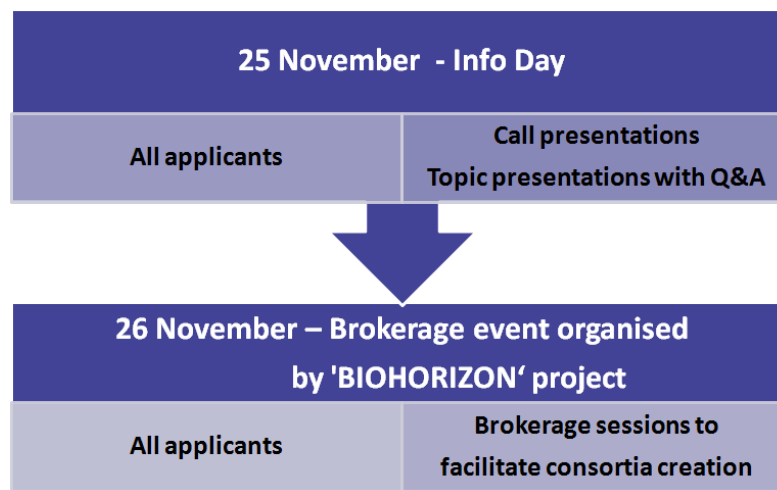 25 November  - Info Day
All applicants
Call presentations
Topic presentations with Q&A
26 November – Brokerage event organised
by 'BIOHORIZON‘ project
All applicants
Brokerage sessions to
facilitate consortia creation